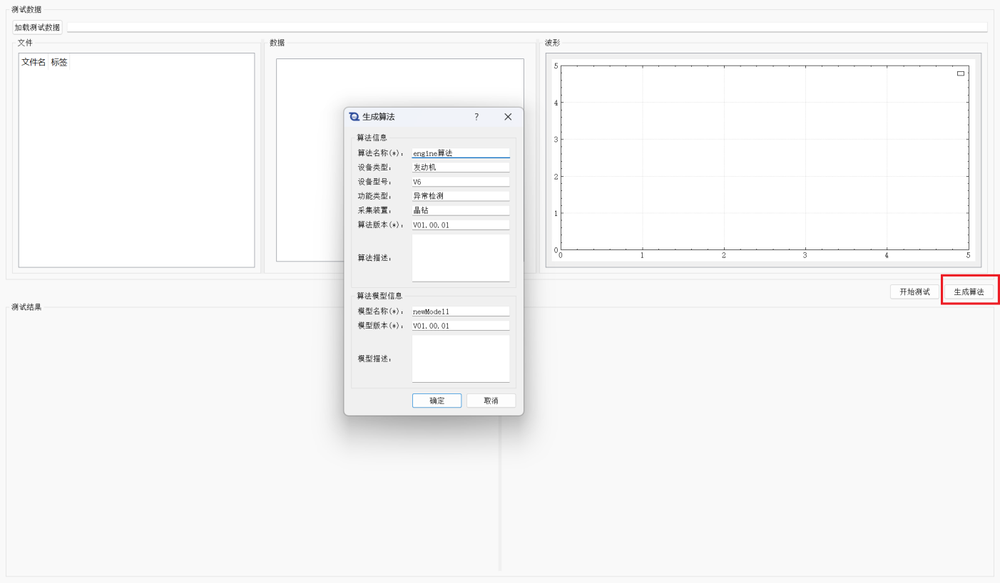 测试数据
加载测试数据
文件
数据
波形
文件名 标签
5
4
3
2
1
0
0 1 2 3 4 5
生成算法 ?
算法信息
算法名称(*): engine算法
设备类型: 发动机
设备型号: V6
功能类型: 异常检测
采集装置: 晶钻
算法版本(*): V01.00.01
算法描述:
算法模型信息
模型名称(*): newModel1
模型版本(*): V01.00.01
模型描述:
确定 取消
开始测试 生成算法
测试结果